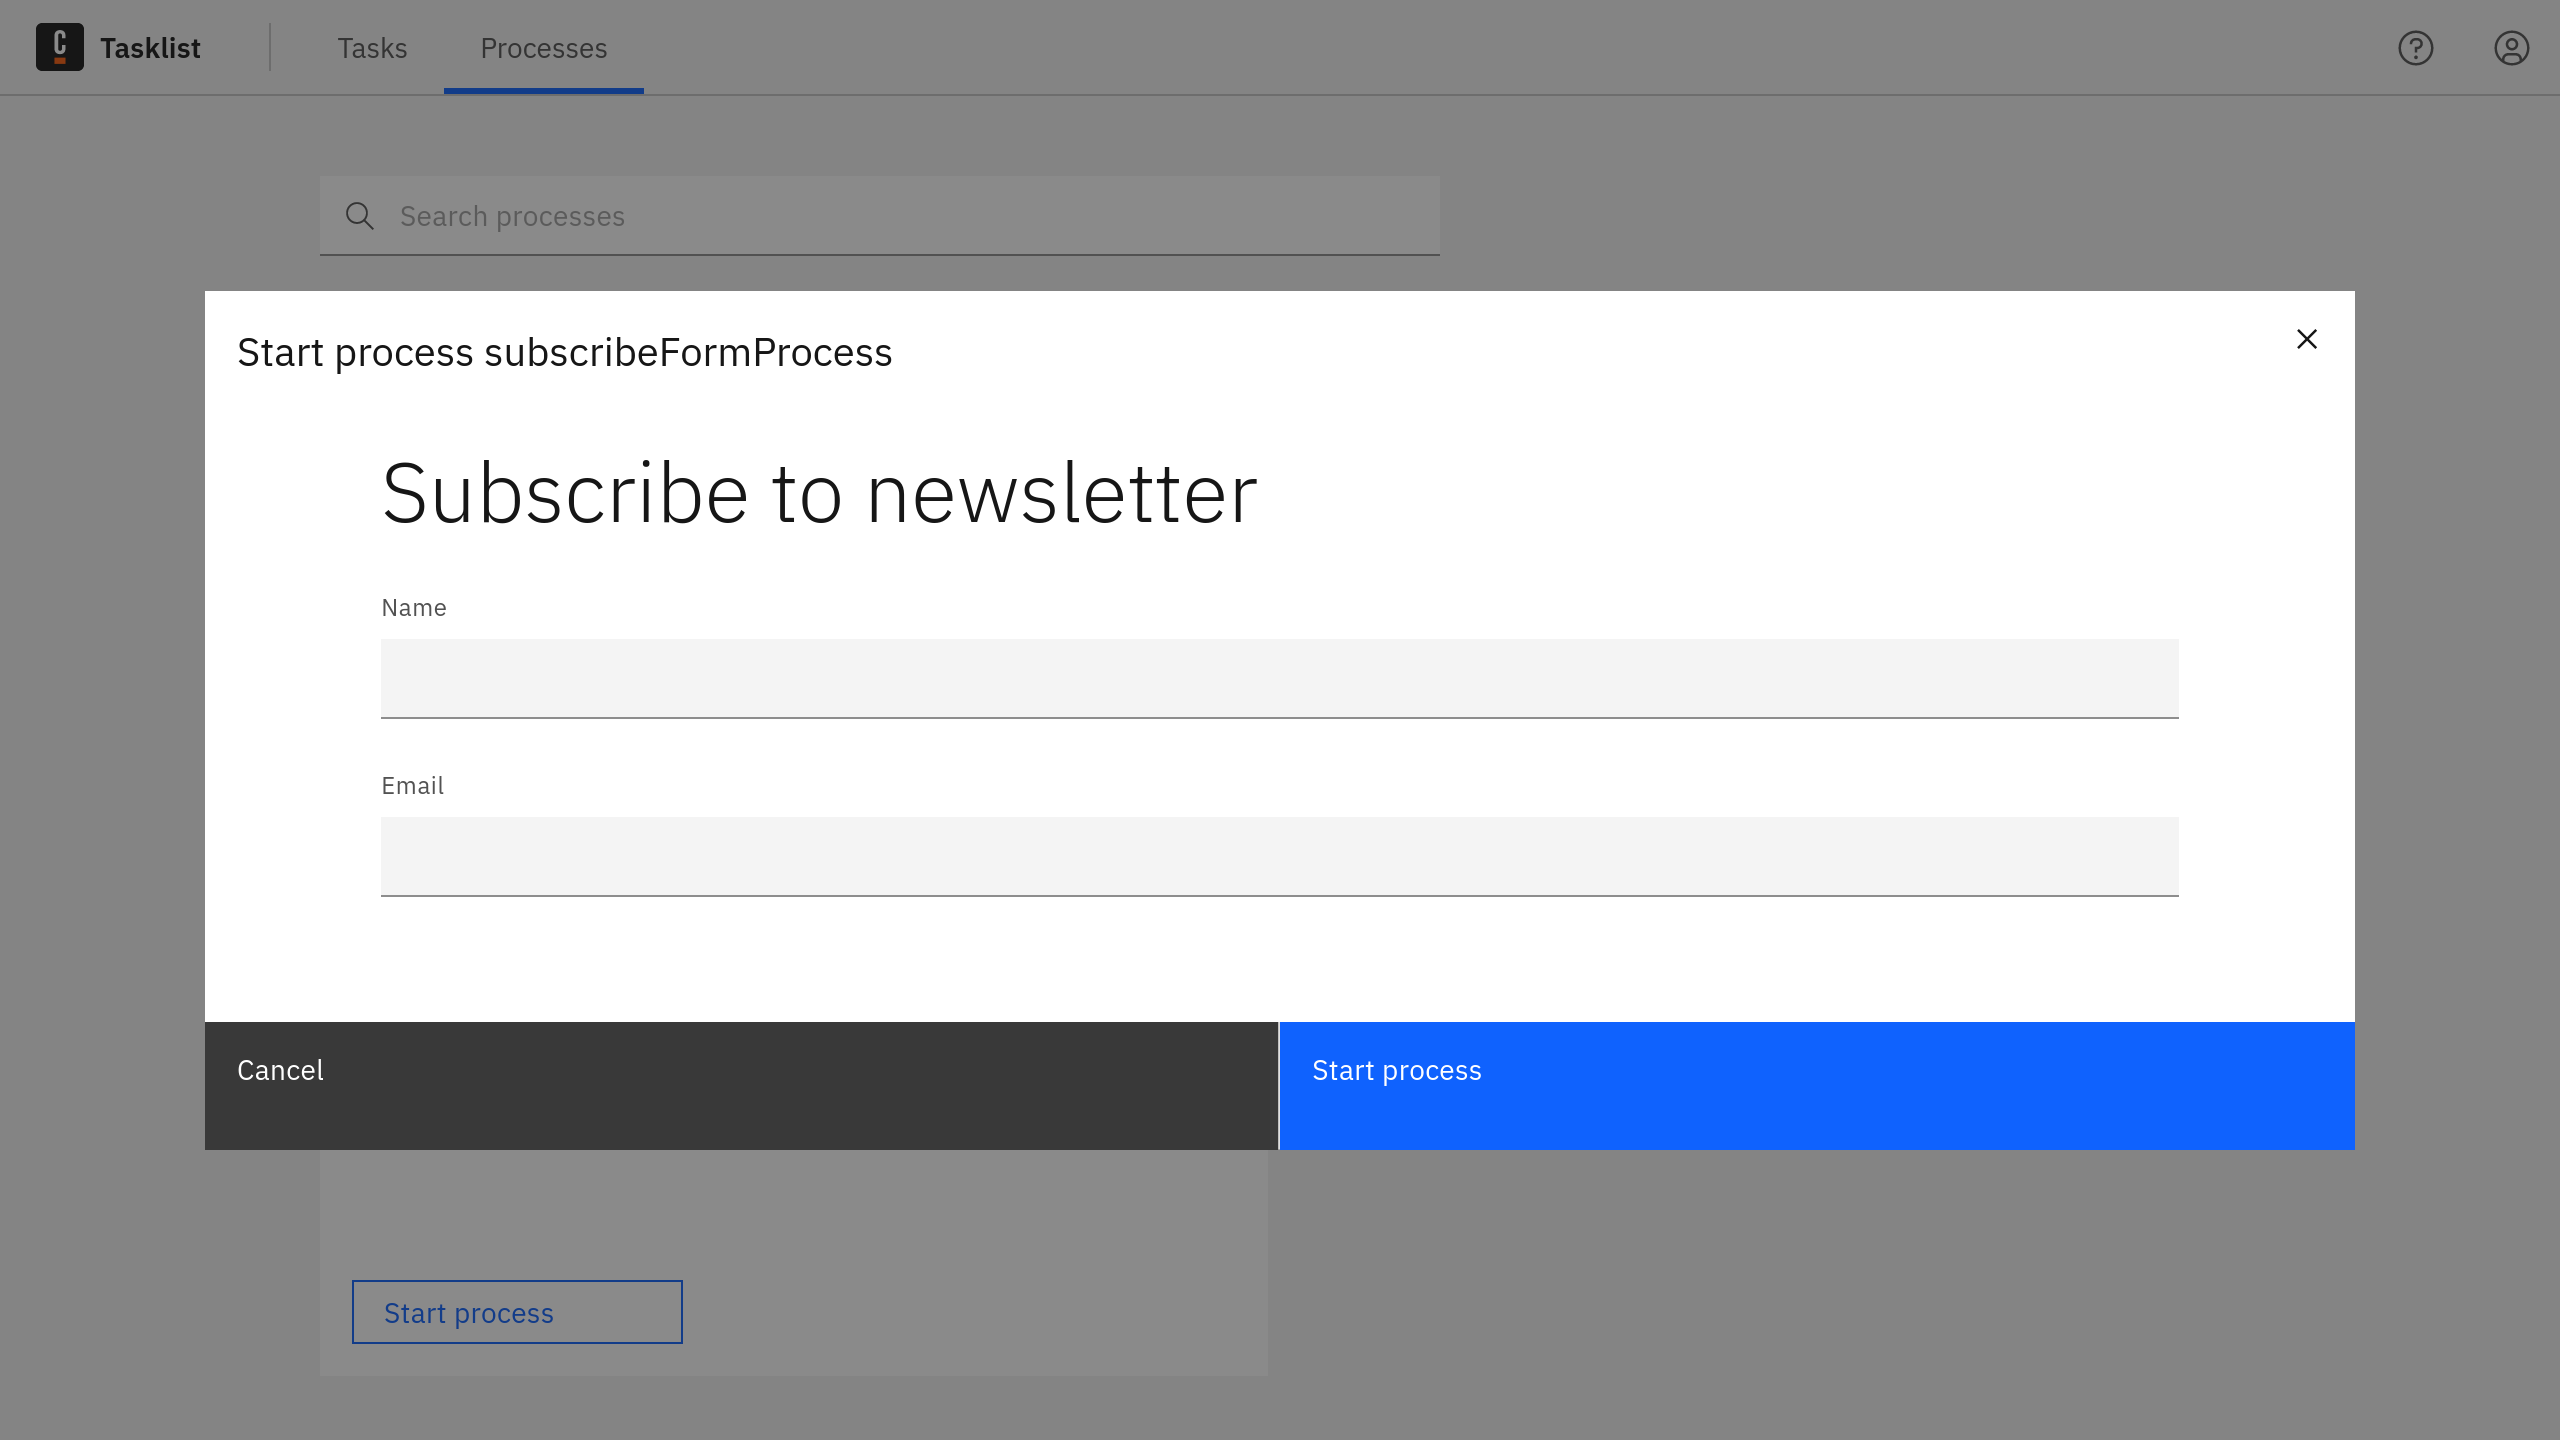 Tasklist
Tasks
Processes
Search processes
Start process subscribeFormProcess
Subscribe to newsletter
Name
Email
Cancel
Start process
Start process